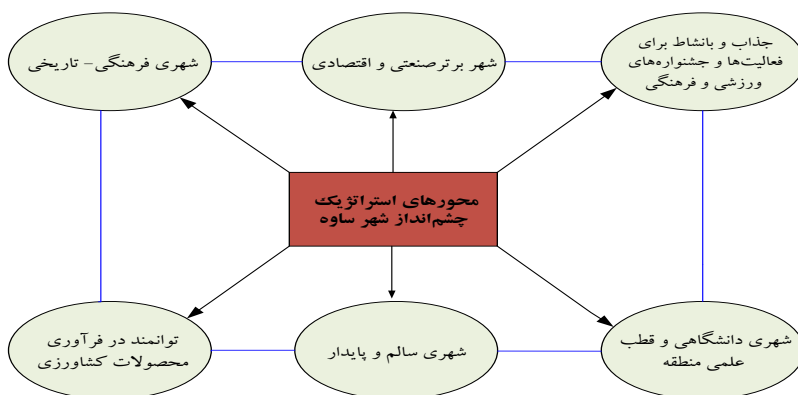 جذاب و بانشاط برای
فعالیت‌ها و جشنواره‌های
ورزشی و فرهنگی
شهر برترصنعتی و اقتصادی
شهری فرهنگی- تاریخی
محورهای استراتژیک
چشم‌انداز شهر ساوه
شهری دانشگاهی و قطب
علمی منطقه
شهری سالم و پایدار
توانمند در فرآوری
محصولات کشاورزی